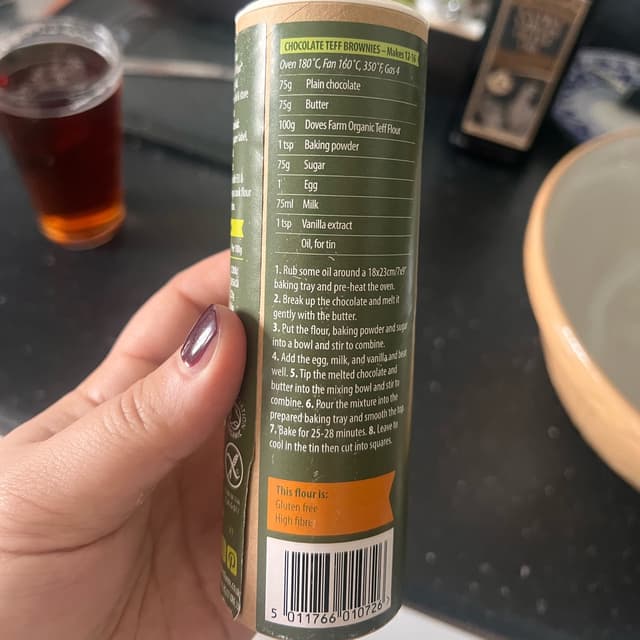 CHOCOLATE TEFF BROWNIES – Makes 12-16
Oven 180°C, Fan 160°C, 350°F, Gas 4
75g Plain chocolate
75g Butter
100g Doves Farm Organic Teff Flour
1 tsp Baking powder
75g Sugar
1 Egg
75ml Milk
1 tsp Vanilla extract
Oil, for tin
1. Rub some oil around a 18x23cm/7x9"
baking tray and pre-heat the oven.
2. Break up the chocolate and melt it
gently with the butter.
3. Put the flour, baking powder and sugar
into a bowl and stir to combine.
4. Add the egg, milk, and vanilla and beat
well. 5. Tip the melted chocolate and
butter into the mixing bowl and stir to
combine. 6. Pour the mixture into the
prepared baking tray and smooth the top.
7. Bake for 25-28 minutes. 8. Leave to
cool in the tin then cut into squares.
This flour is:
Gluten free
High fibre
5 011766 010726